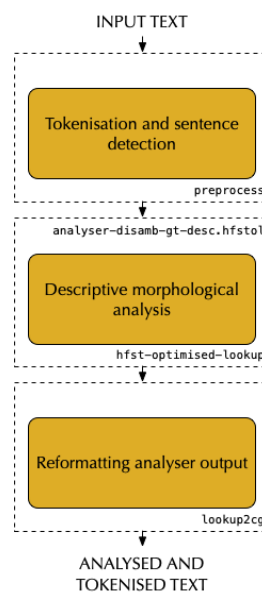 INPUT TEXT
Tokenisation and sentence
detection
preprocess
analyser-disamb-gt-desc.hfstol
Descriptive morphological
analysis
hfst-optimised-lookup
Reformatting analyser output
lookup2cg
ANALYSED AND
TOKENISED TEXT